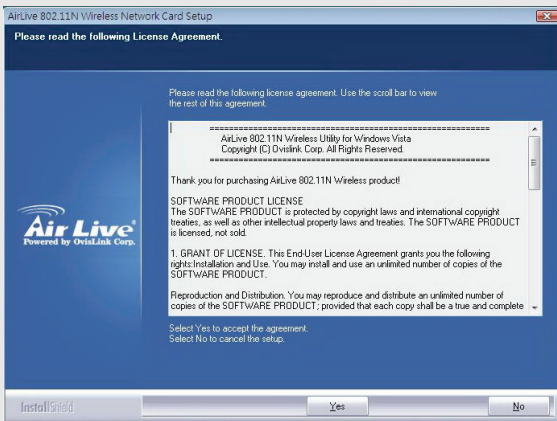 AirLive 802.11N Wireless Network Card Setup
Please read the following License Agreement.
Please read the following license agreement. Use the scroll bar to view
the rest of this agreement.
============================================================
AirLive 802.11N Wireless Utility for Windows Vista
Copyright (C) Ovislink Corp. All Rights Reserved.
============================================================
Thank you for purchasing AirLive 802.11N Wireless product!
SOFTWARE PRODUCT LICENSE
The SOFTWARE PRODUCT is protected by copyright laws and international copyright
treaties, as well as other intellectual property laws and treaties. The SOFTWARE PRODUCT
is licensed, not sold.
1. GRANT OF LICENSE. This End-User License Agreement grants you the following
rights:Installation and Use. You may install and use an unlimited number of copies of the
SOFTWARE PRODUCT.
Reproduction and Distribution. You may reproduce and distribute an unlimited number of
copies of the SOFTWARE PRODUCT; provided that each copy shall be a true and complete
Air Live
Powered by OvisLink Corp.
Select Yes to accept the agreement.
Select No to cancel the setup.
InstallShield
Yes
No